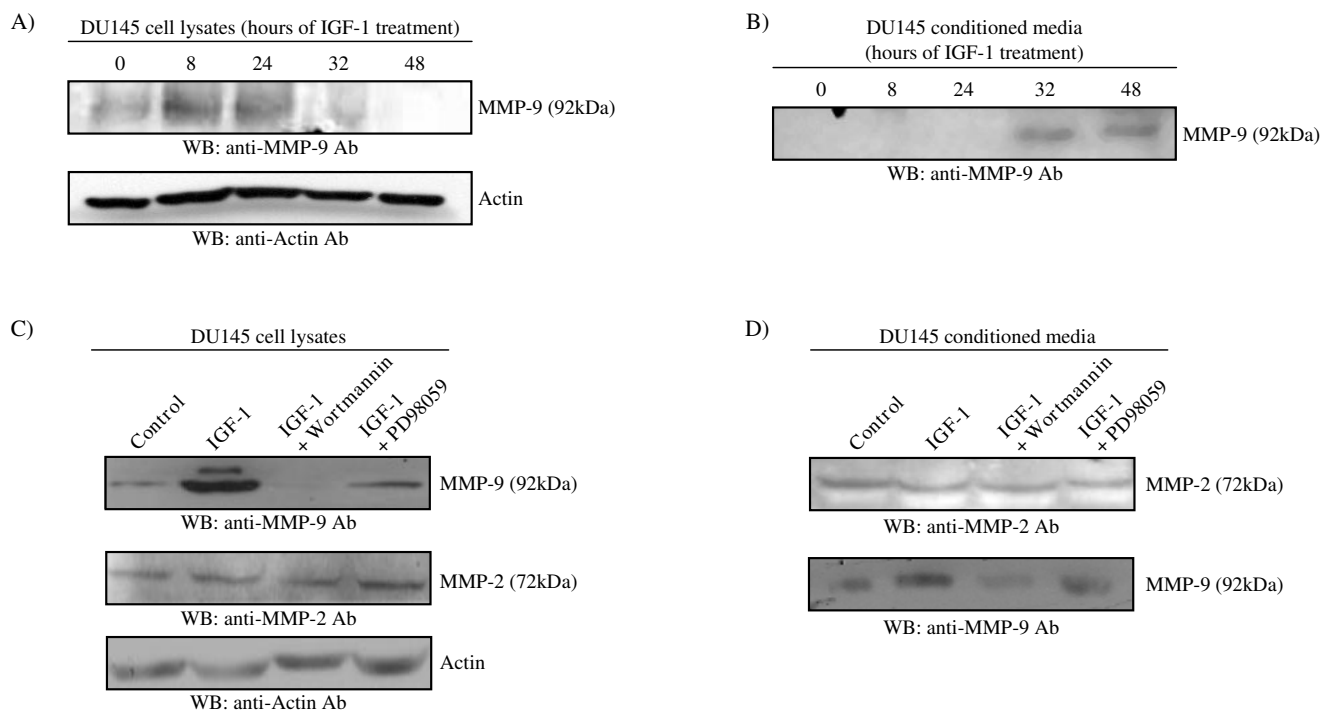 A)
DU145 cell lysates (hours of IGF-1 treatment)
0 8 24 32 48
MMP-9 (92kDa)
WB: anti-MMP-9 Ab
Actin
WB: anti-Actin Ab
B)
DU145 conditioned media
(hours of IGF-1 treatment)
0 8 24 32 48
MMP-9 (92kDa)
WB: anti-MMP-9 Ab
C)
DU145 cell lysates
Control
IGF-1
IGF-1
+ Wortmannin
IGF-1
+ PD98059
MMP-9 (92kDa)
WB: anti-MMP-9 Ab
MMP-2 (72kDa)
WB: anti-MMP-2 Ab
Actin
WB: anti-Actin Ab
D)
DU145 conditioned media
Control
IGF-1
IGF-1
+ Wortmannin
IGF-1
+ PD98059
MMP-2 (72kDa)
WB: anti-MMP-2 Ab
MMP-9 (92kDa)
WB: anti-MMP-9 Ab